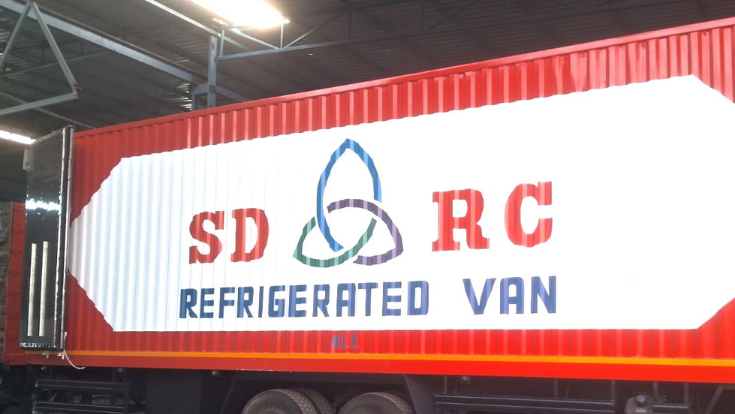 SD RC
REFRIGERATED VAN